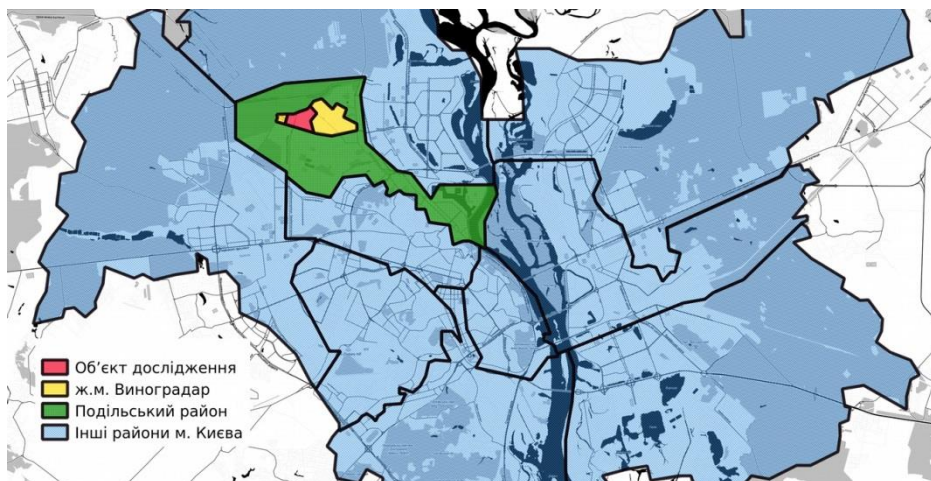 Об’єкт дослідження
ж.м. Виноградар
Подільський район
Інші райони м. Києва